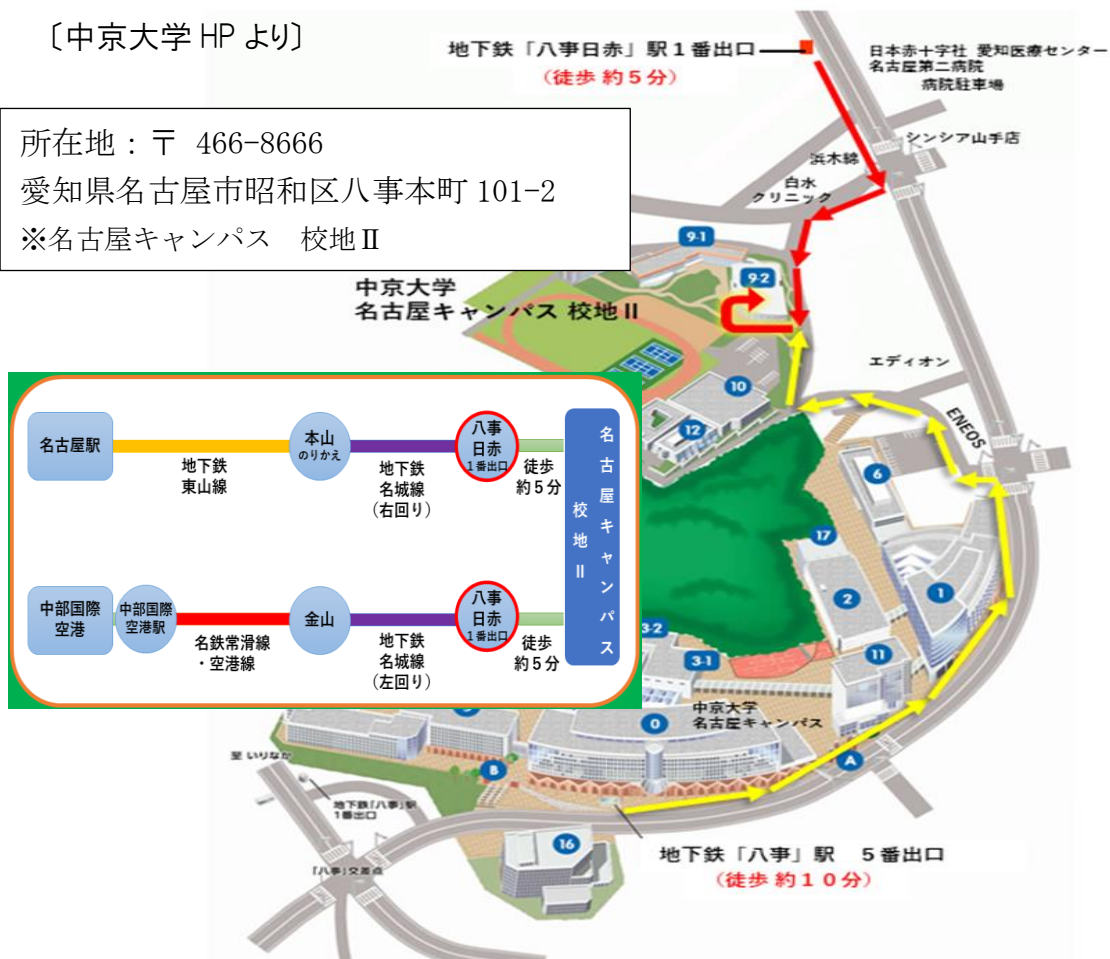 〔中京大学 HP より〕
地下鉄「八事日赤」駅１番出口
（徒歩 約５分）
日本赤十字社 愛知医療センター
名古屋第二病院
病院駐車場
所在地：〒 466-8666
愛知県名古屋市昭和区八事本町 101-2
※名古屋キャンパス　校地Ⅱ
シンシア山手店
浜木綿
白水
クリニック
9-1
9-2
中京大学
名古屋キャンパス 校地Ⅱ
エディオン
10
12
ENEOS
6
17
2
1
3-2
3-1
11
名古屋駅
地下鉄
東山線
本山
のりかえ
地下鉄
名城線
（右回り）
八事
日赤
１番出口
徒歩
約５分
名古屋キャンパス
校地Ⅱ
中部国際
空港
中部国際
空港駅
名鉄常滑線
・空港線
金山
地下鉄
名城線
（左回り）
八事
日赤
１番出口
徒歩
約５分
中京大学
名古屋キャンパス
0
A
B
至 いりなか
地下鉄「八事」駅
1番出口
16
「八事」交差点
地下鉄「八事」駅　５番出口
（徒歩 約１０分）